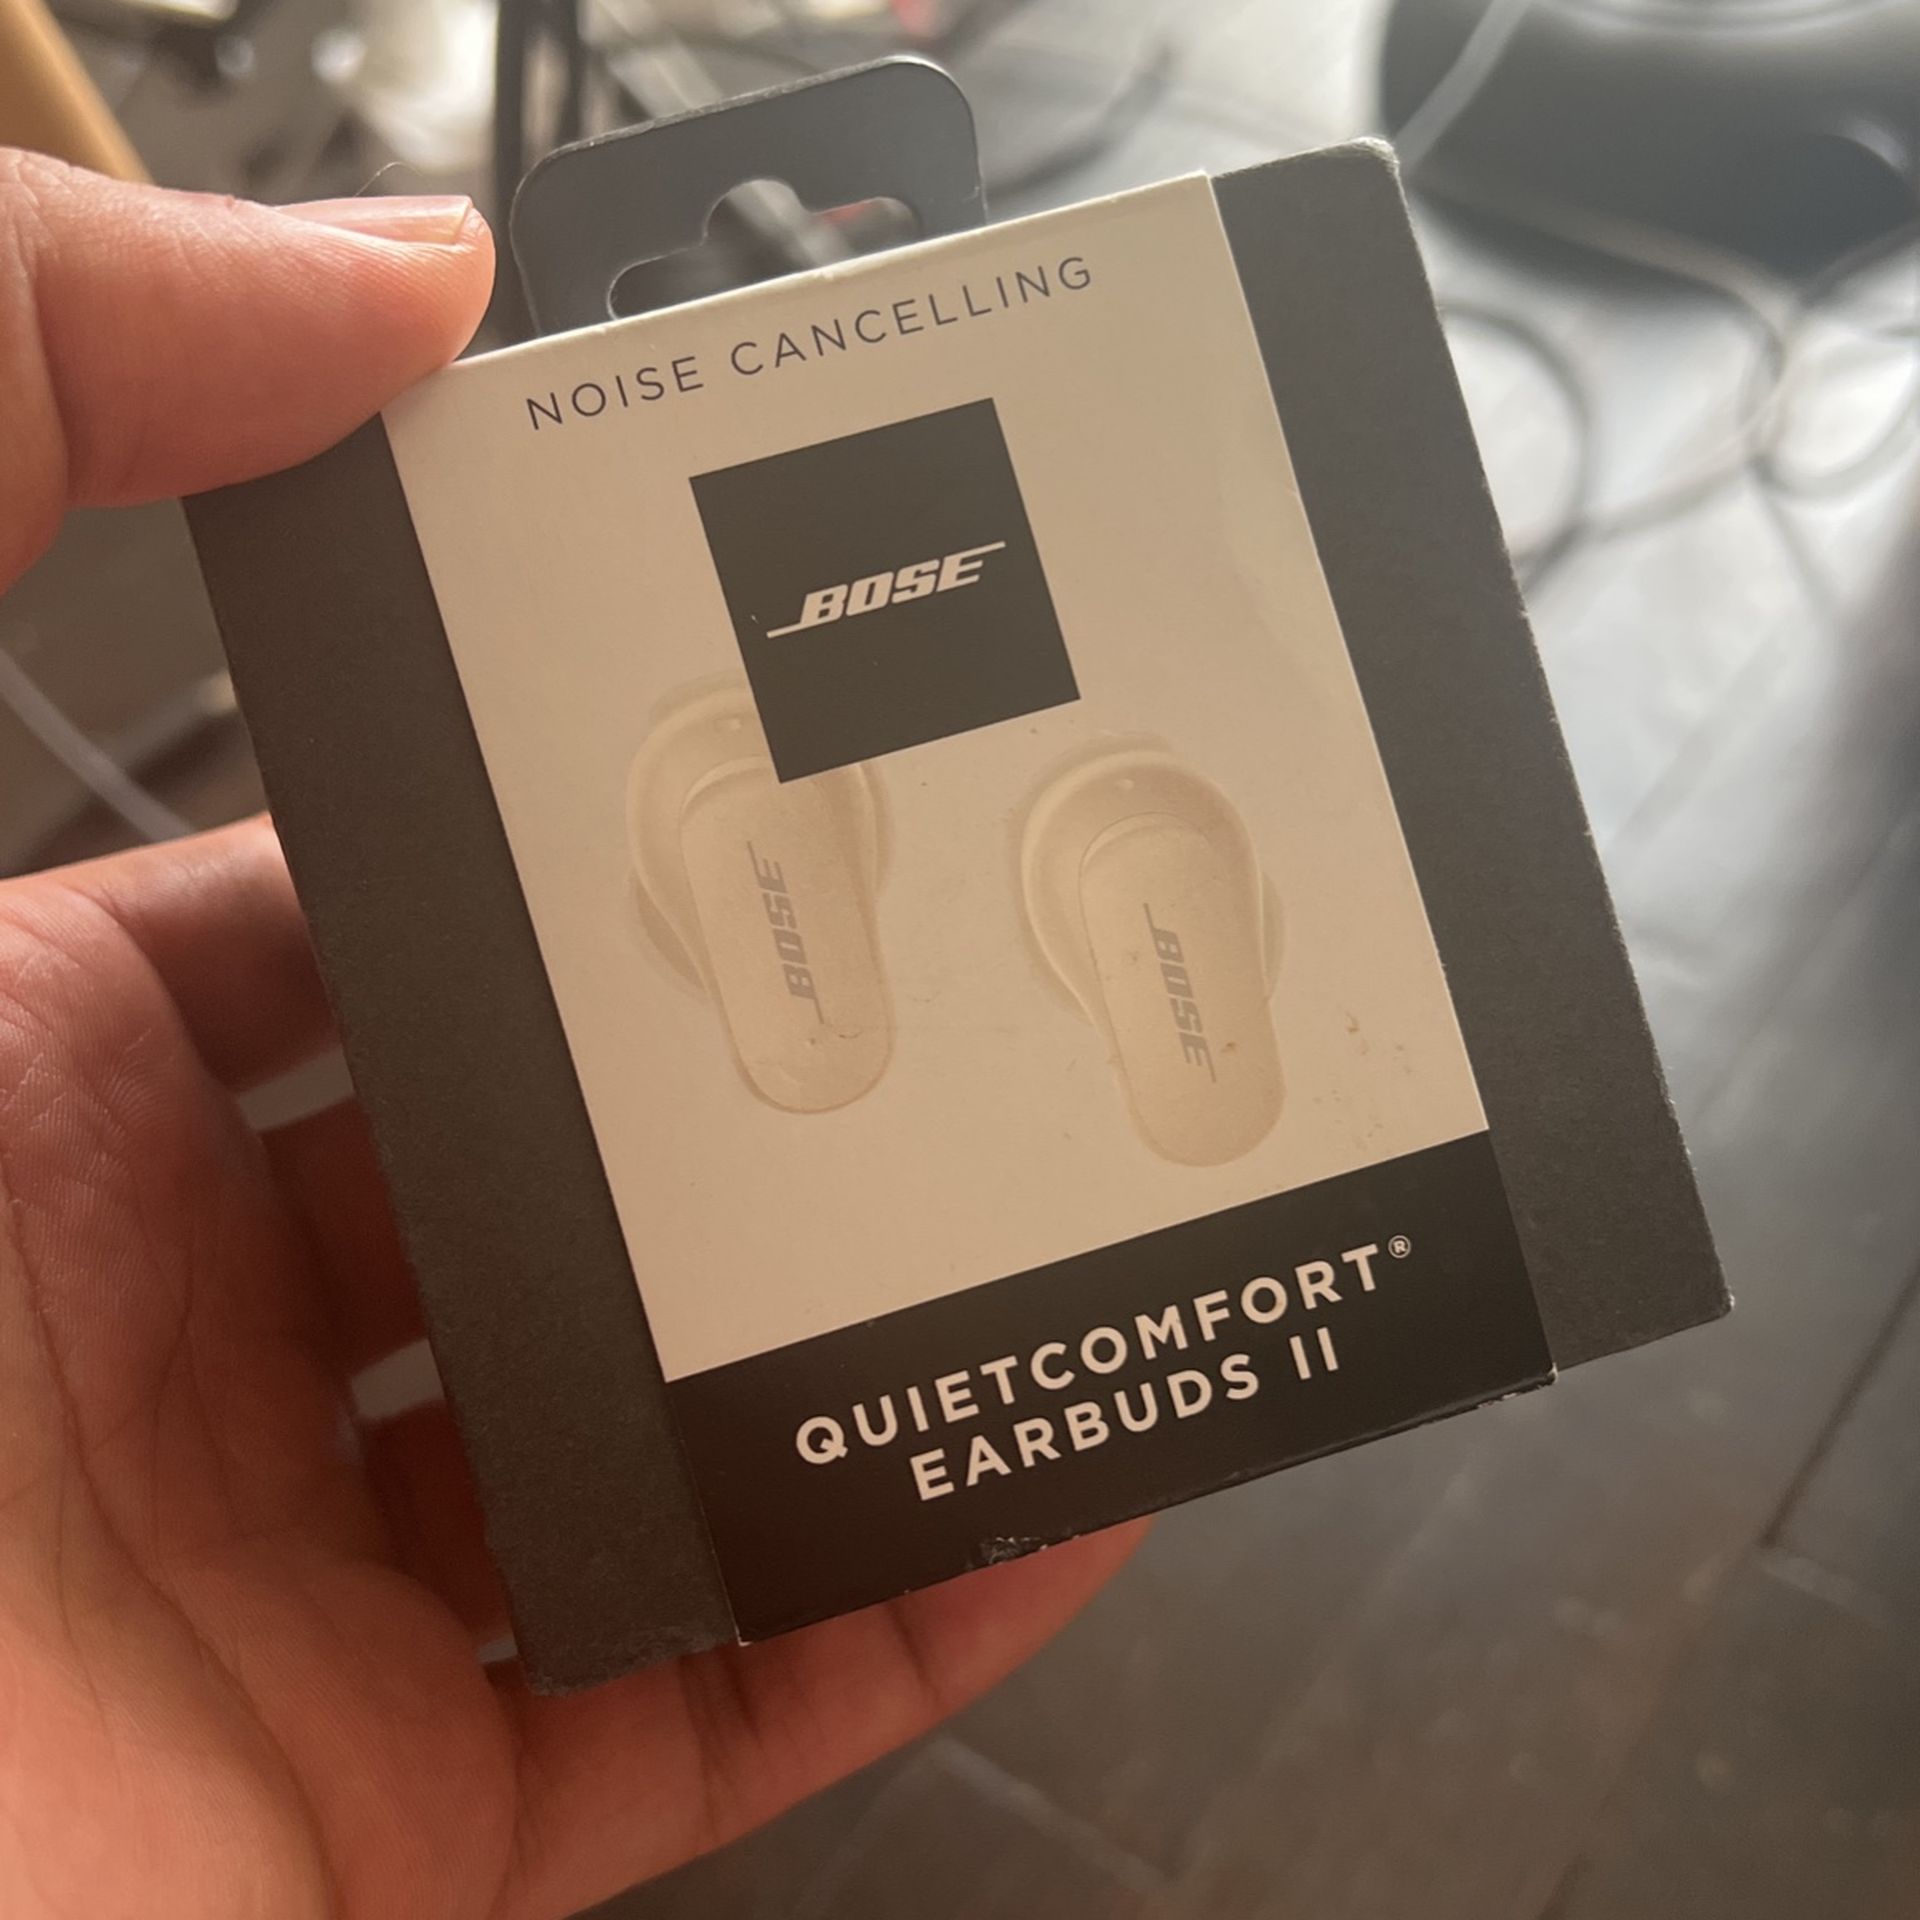 NOISE CANCELLING
BOSE
BOSE
BOSE
QUIETCOMFORT®
EARBUDS II